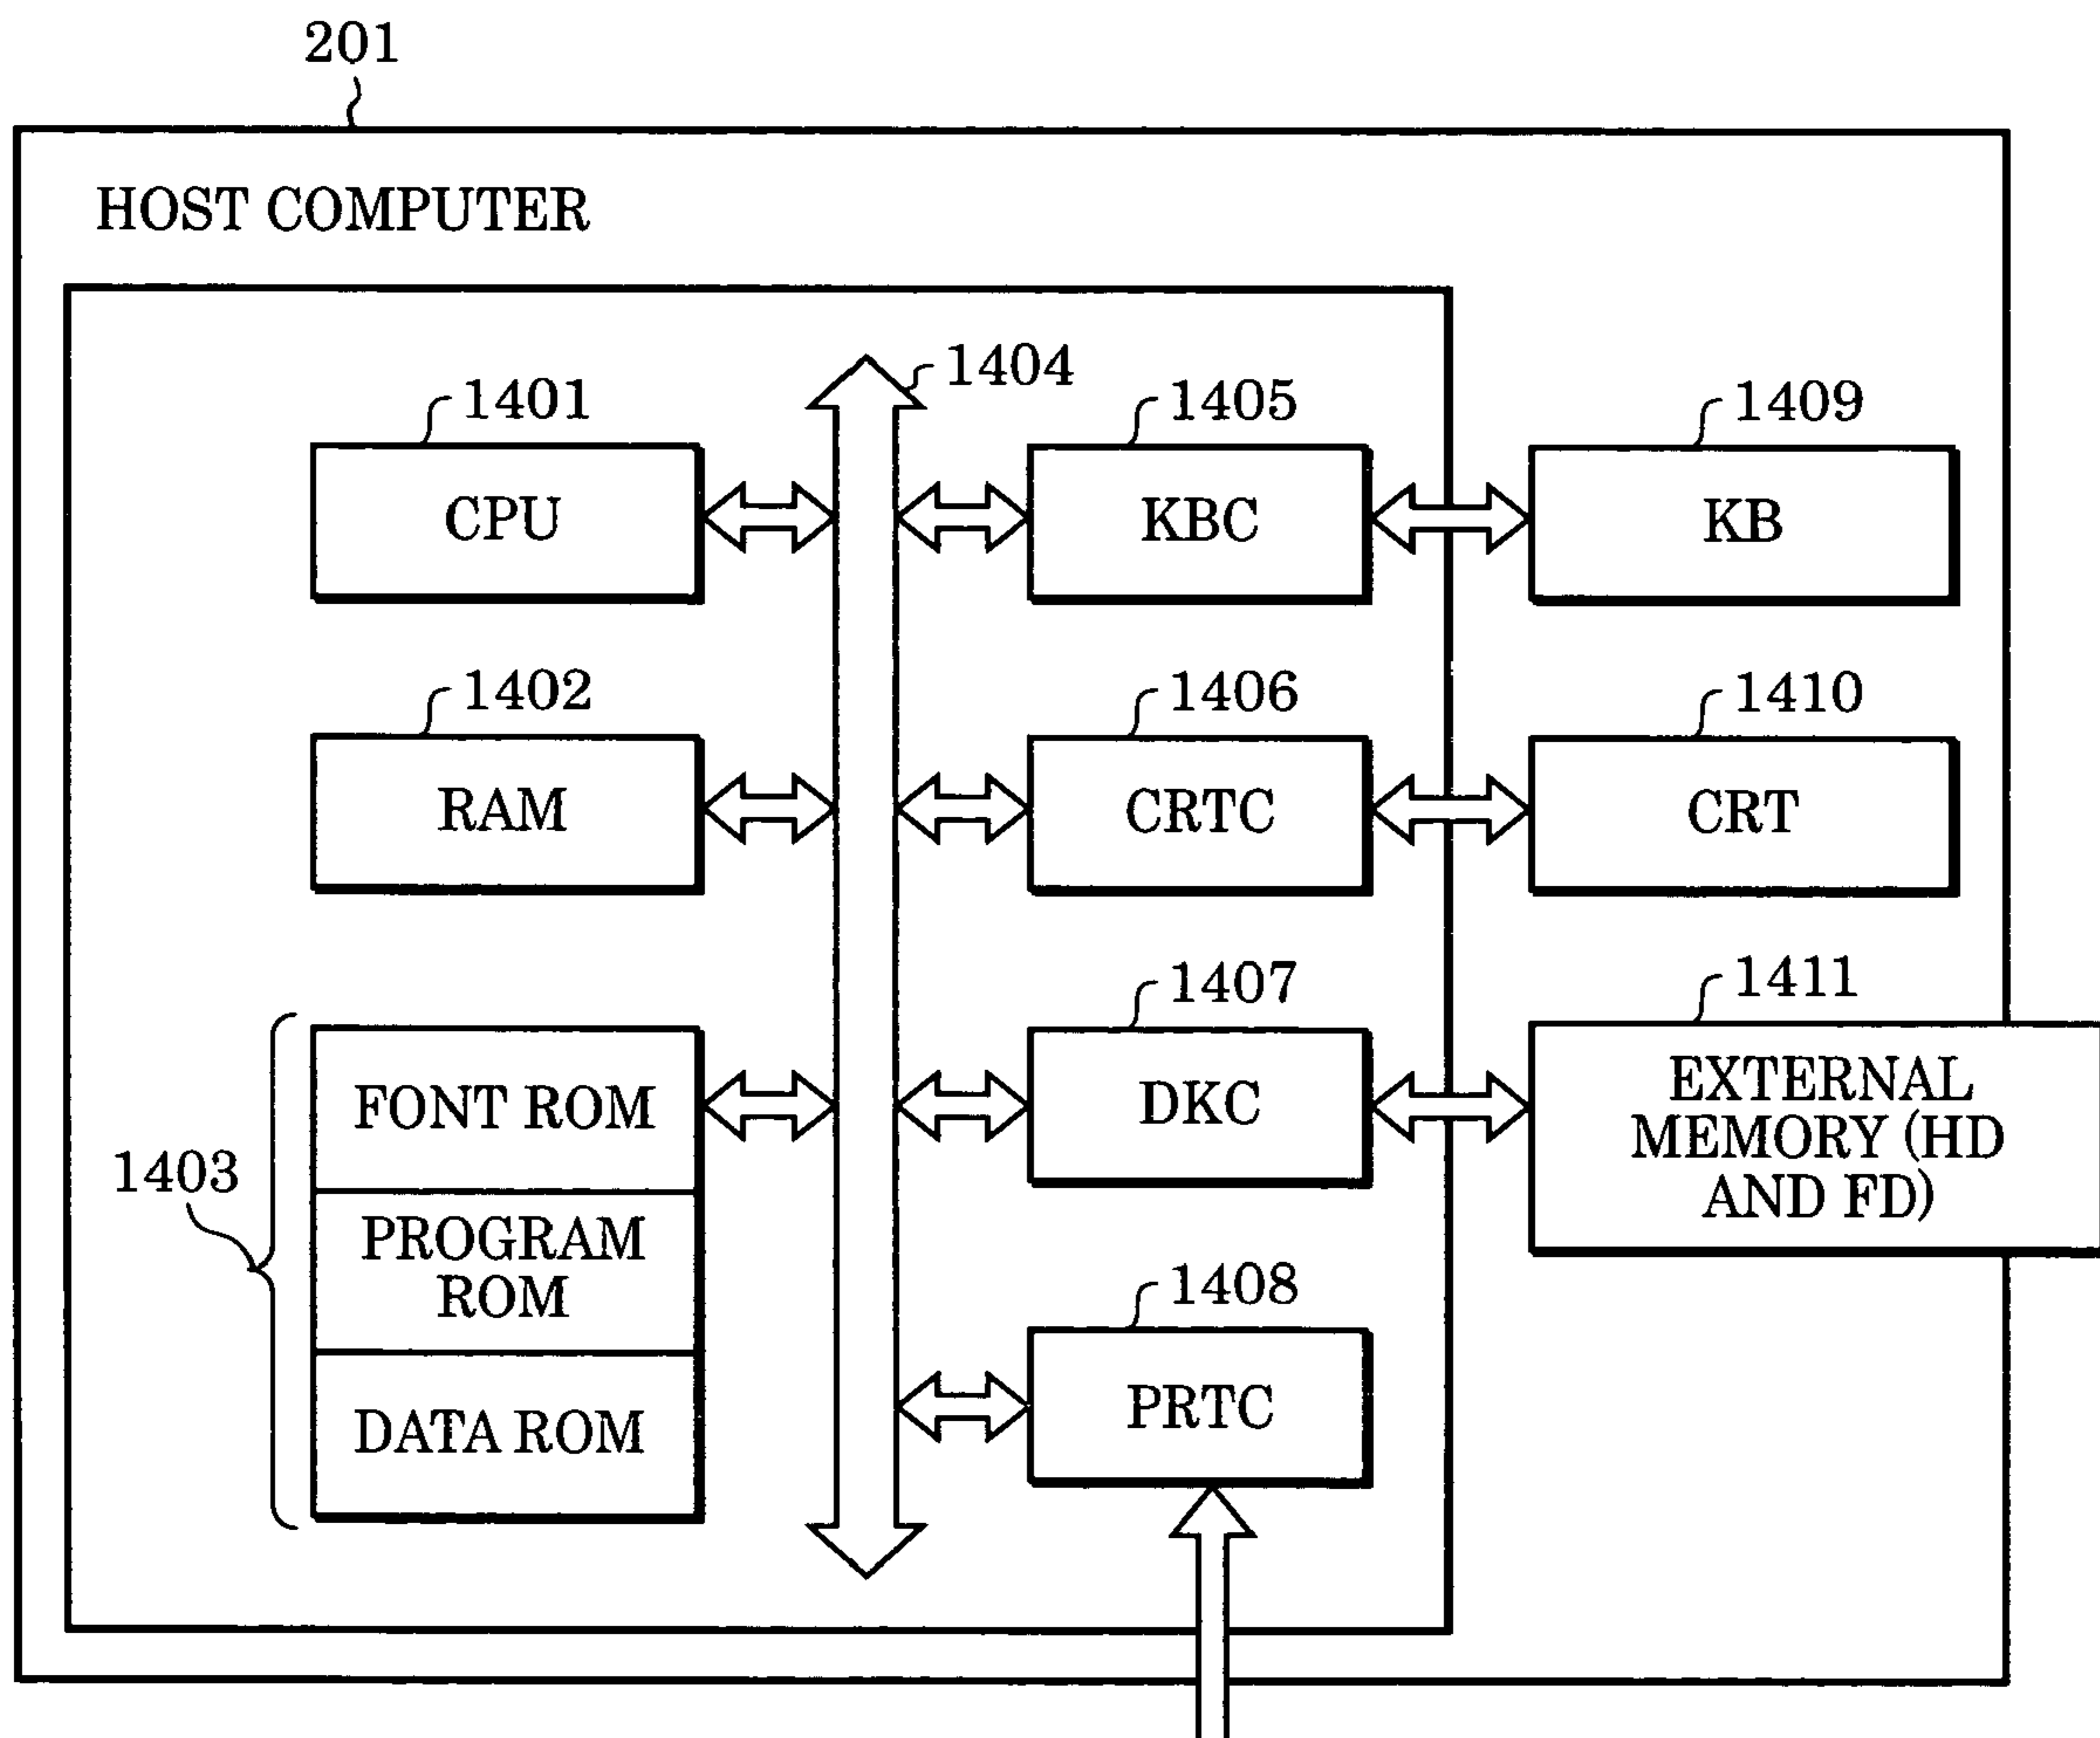 201
HOST COMPUTER
1404
1401
1405
1409
CPU
KBC
KB
1402
1406
1410
RAM
CRTC
CRT
1407
1411
FONT ROM
DKC
EXTERNAL
MEMORY (HD
AND FD)
1403
PROGRAM
ROM
1408
DATA ROM
PRTC